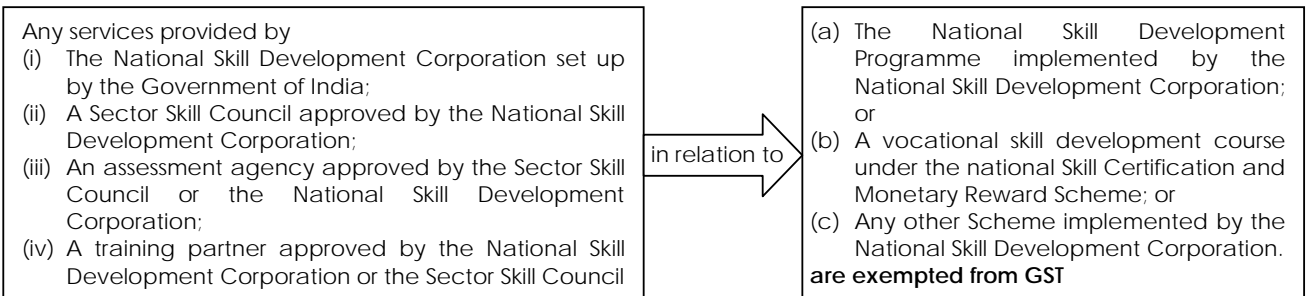 Any services provided by
(i) The National Skill Development Corporation set up
by the Government of India;
(ii) A Sector Skill Council approved by the National Skill
Development Corporation;
(iii) An assessment agency approved by the Sector Skill
Council or the National Skill Development
Corporation;
(iv) A training partner approved by the National Skill
Development Corporation or the Sector Skill Council
in relation to
(a) The National Skill Development
Programme implemented by the
National Skill Development Corporation;
or
(b) A vocational skill development course
under the national Skill Certification and
Monetary Reward Scheme; or
(c) Any other Scheme implemented by the
National Skill Development Corporation.
are exempted from GST